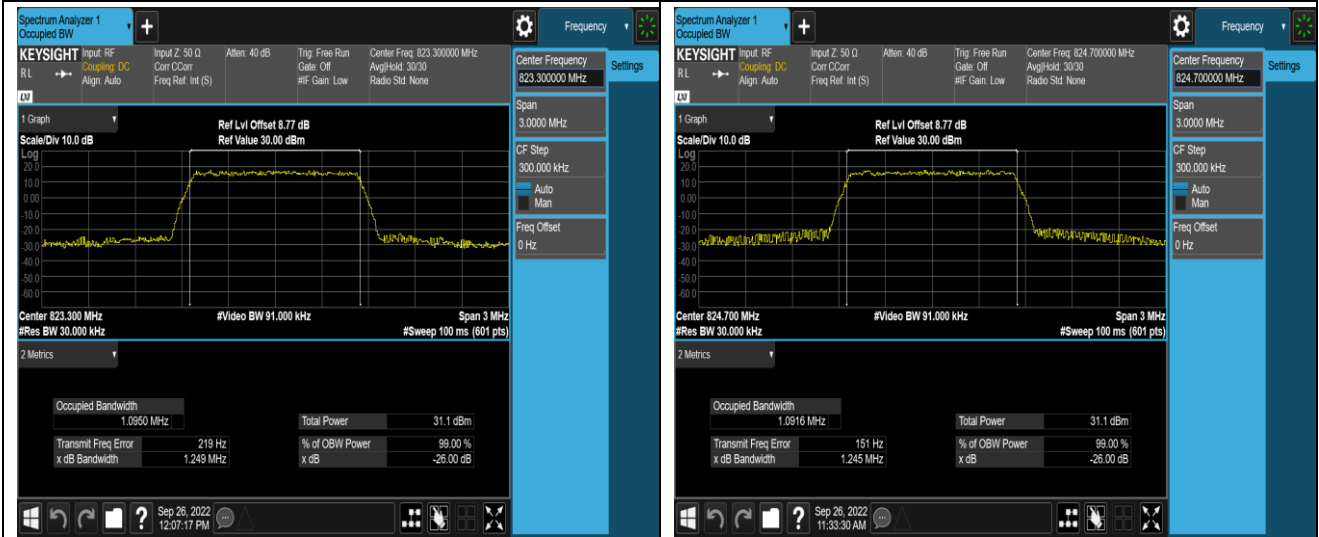 Spectrum Analyzer 1
Occupied BW
+
Frequency
KEYSIGHT
RL
Input: RF
Coupling: DC
Align: Auto
Input Z: 50 Ω
Corr CCorr
Freq Ref: Int (S)
Atten: 40 dB
Trig: Free Run
Gate: Off
#IF Gain: Low
Center Freq: 823.300000 MHz
Avg|Hold: 30/30
Radio Std: None
LXI
Center Frequency
823.300000 MHz
Settings
Span
3.0000 MHz
CF Step
300.000 kHz
Auto
Man
Freq Offset
0 Hz
1 Graph
Scale/Div 10.0 dB
Ref Lvl Offset 8.77 dB
Ref Value 30.00 dBm
Log
20.0
10.0
0.00
-10.0
-20.0
-30.0
-40.0
-50.0
-60.0
Center 823.300 MHz
#Video BW 91.000 kHz
Span 3 MHz
#Res BW 30.000 kHz
#Sweep 100 ms (601 pts)
2 Metrics
Occupied Bandwidth
1.0950 MHz
Total Power 31.1 dBm
Transmit Freq Error 219 Hz
% of OBW Power 99.00 %
x dB Bandwidth 1.249 MHz
x dB -26.00 dB
?
Sep 26, 2022
12:07:17 PM
Spectrum Analyzer 1
Occupied BW
+
Frequency
KEYSIGHT
RL
Input: RF
Coupling: DC
Align: Auto
Input Z: 50 Ω
Corr CCorr
Freq Ref: Int (S)
Atten: 40 dB
Trig: Free Run
Gate: Off
#IF Gain: Low
Center Freq: 824.700000 MHz
Avg|Hold: 30/30
Radio Std: None
LXI
Center Frequency
824.700000 MHz
Settings
Span
3.0000 MHz
CF Step
300.000 kHz
Auto
Man
Freq Offset
0 Hz
1 Graph
Scale/Div 10.0 dB
Ref Lvl Offset 8.77 dB
Ref Value 30.00 dBm
Log
20.0
10.0
0.00
-10.0
-20.0
-30.0
-40.0
-50.0
-60.0
Center 824.700 MHz
#Video BW 91.000 kHz
Span 3 MHz
#Res BW 30.000 kHz
#Sweep 100 ms (601 pts)
2 Metrics
Occupied Bandwidth
1.0916 MHz
Total Power 31.1 dBm
Transmit Freq Error 151 Hz
% of OBW Power 99.00 %
x dB Bandwidth 1.245 MHz
x dB -26.00 dB
?
Sep 26, 2022
11:33:30 AM